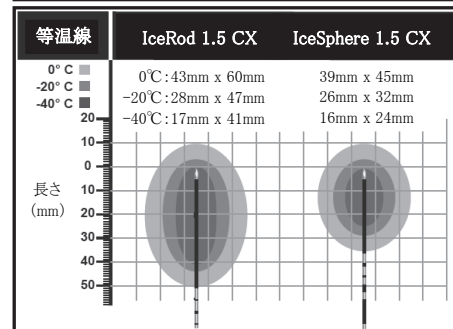 等温線 IceRod 1.5 CX IceSphere 1.5 CX
0° C
-20° C
-40° C
0℃:43mm x 60mm 39mm x 45mm
-20℃:28mm x 47mm 26mm x 32mm
-40℃:17mm x 41mm 16mm x 24mm
20
10
0
10
20
30
40
50
長さ
(mm)